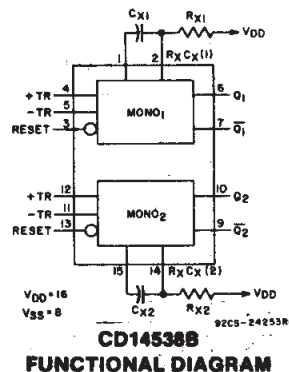 CX1 RX1 VDD
1 2 RXCX(1)
+TR 4 6 Q1
-TR 5 MONO1
RESET 3 7 Q̅1
+TR 12 10 Q2
-TR 11 MONO2
RESET 13 9 Q̅2
15 14 RXCX(2)
VDD=16 CX2 RX2 VDD
VSS=8
92CS-24253R
CD14538B
FUNCTIONAL DIAGRAM